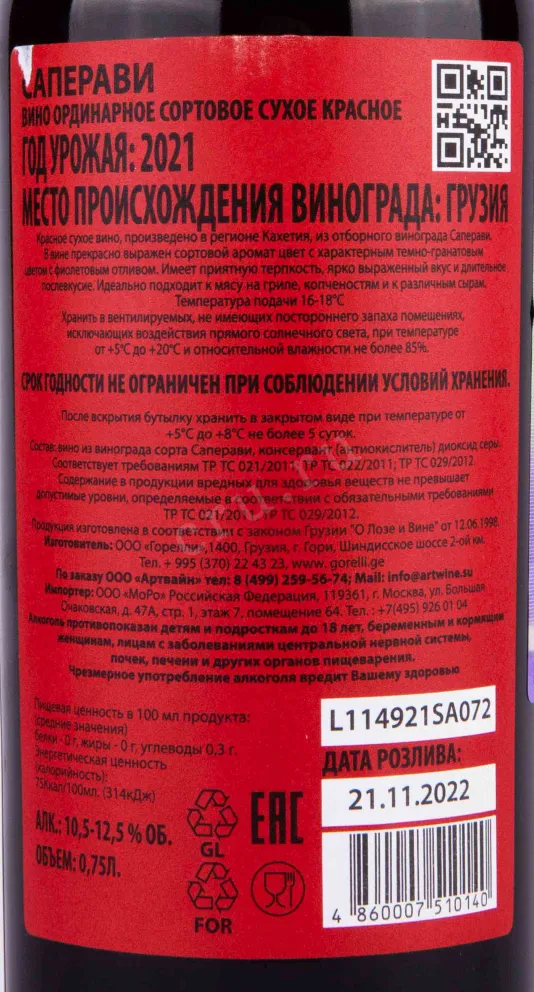 САПЕРАВИ
ВИНО ОРДИНАРНОЕ СОРТОВОЕ СУХОЕ КРАСНОЕ
ГОД УРОЖАЯ: 2021
МЕСТО ПРОИСХОЖДЕНИЯ ВИНОГРАДА: ГРУЗИЯ
Красное сухое вино, произведено в регионе Кахетия, из отборного винограда Саперави.
В вине прекрасно выражен сортовой аромат цвет с характерным темно-гранатовым
цветом с фиолетовым отливом. Имеет приятную терпкость, ярко выраженный вкус и длительное
послевкусие. Идеально подходит к мясу на гриле, копченостям и к различным сырам.
Температура подачи 16-18°С
Хранить в вентилируемых, не имеющих постороннего запаха помешениях,
исключающих воздействия прямого солнечного света, при температуре
от +5°С до +20°С и относительной влажности не более 85%.
СРОК ГОДНОСТИ НЕ ОГРАНИЧЕН ПРИ СОБЛЮДЕНИИ УСЛОВИЙ ХРАНЕНИЯ.
После вскрытия бутылку хранить в закрытом виде при температуре от
+5°С до +8°С не более 5 суток.
Состав: вино из винограда сорта Саперави, консервант (антиокислитель) диоксид серы.
Соответствует требованиям ТР ТС 021/2011; ТР ТС 022/2011; ТР ТС 029/2012.
Содержание в продукции вредных для здоровья веществ не превышает
допустимые уровни, определяемые в соответствии с обязательными требованиями
ТР ТС 021/2011, ТР ТС 029/2012.
Продукция изготовлена в соответствии с законом Грузии "О Лозе и Вине" от 12.06.1998.
Изготовитель: ООО «Горелли»,1400, Грузия, г. Гори, Шиндисское шоссе 2-ой км.
Тел. + 995 (370) 22 43 23, www.gorelli.ge
По заказу ООО «Артвайн» тел: 8 (499) 259-56-74; Mail: info@artwine.su
Импортер: ООО «МоРо» Российская Федерация, 119361, г. Москва, ул. Большая
Очаковская, д. 47А, стр. 1, этаж 7, помещение 64. Тел.: +7(495) 926 01 04
Алкоголь противопоказан детям и подросткам до 18 лет, беременным и кормящим
женщинам, лицам с заболеваниями центральной нервной системы,
почек, печени и других органов пищеварения.
Чрезмерное употребление алкоголя вредит Вашему здоровью
Пищевая ценность в 100 мл продукта:
(средние значения)
белки - 0 г, жиры - 0 г, углеводы 0,3 г.
Энергетическая ценность
(калорийность):
75Ккал/100мл. (314кДж)
АЛК.: 10,5-12,5 % ОБ.
ОБЪЕМ: 0,75Л.
GL
FOR
EAC
L114921SA072
ДАТА РОЗЛИВА:
21.11.2022
4 860007 510140